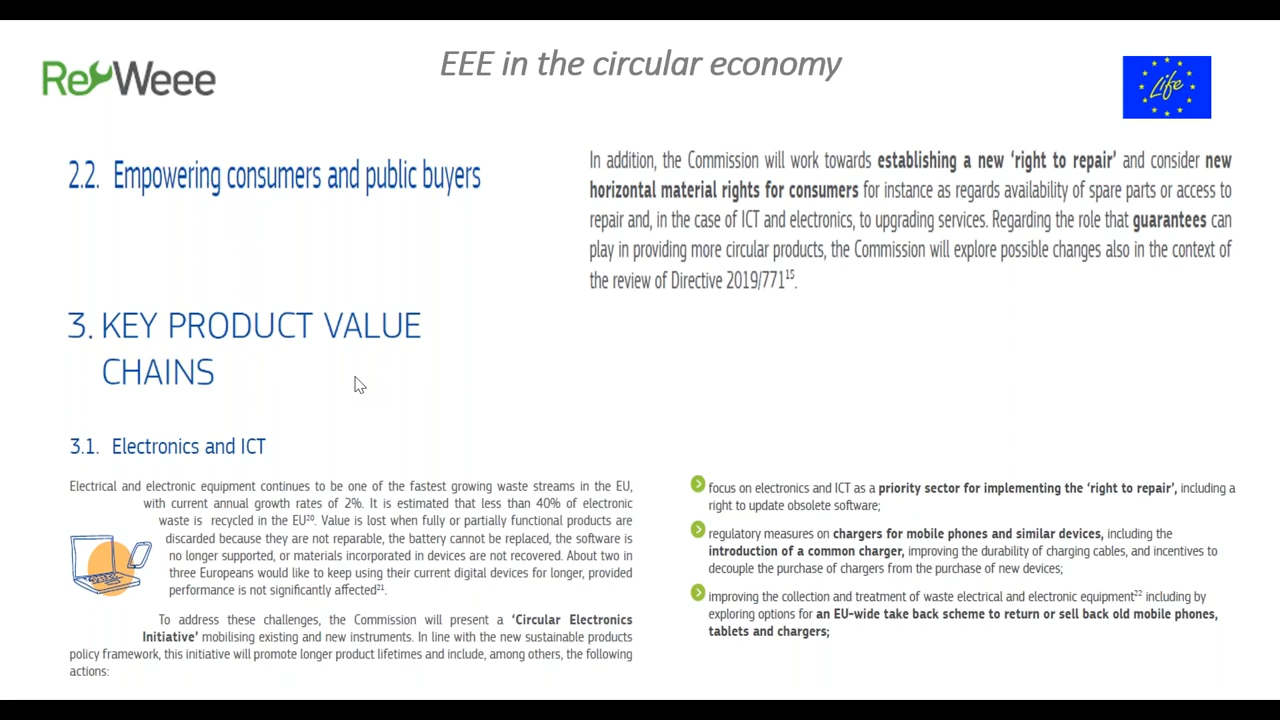 EEE in the circular economy
ReWeee
Life
2.2. Empowering consumers and public buyers
In addition, the Commission will work towards establishing a new ‘right to repair’ and consider new
horizontal material rights for consumers for instance as regards availability of spare parts or access to
repair and, in the case of ICT and electronics, to upgrading services. Regarding the role that guarantees can
play in providing more circular products, the Commission will explore possible changes also in the context of
the review of Directive 2019/771¹⁵.
3. KEY PRODUCT VALUE
CHAINS
3.1. Electronics and ICT
Electrical and electronic equipment continues to be one of the fastest growing waste streams in the EU,
with current annual growth rates of 2%. It is estimated that less than 40% of electronic
waste is recycled in the EU²⁰. Value is lost when fully or partially functional products are
discarded because they are not reparable, the battery cannot be replaced, the software is
no longer supported, or materials incorporated in devices are not recovered. About two in
three Europeans would like to keep using their current digital devices for longer, provided
performance is not significantly affected²¹.
To address these challenges, the Commission will present a ‘Circular Electronics
Initiative’ mobilising existing and new instruments. In line with the new sustainable products
policy framework, this initiative will promote longer product lifetimes and include, among others, the following
actions:
focus on electronics and ICT as a priority sector for implementing the ‘right to repair’, including a
right to update obsolete software;
regulatory measures on chargers for mobile phones and similar devices, including the
introduction of a common charger, improving the durability of charging cables, and incentives to
decouple the purchase of chargers from the purchase of new devices;
improving the collection and treatment of waste electrical and electronic equipment²² including by
exploring options for an EU-wide take back scheme to return or sell back old mobile phones,
tablets and chargers;